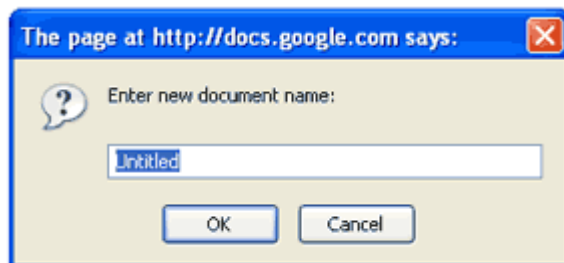 The page at http://docs.google.com says:
Enter new document name:
Untitled
OK
Cancel